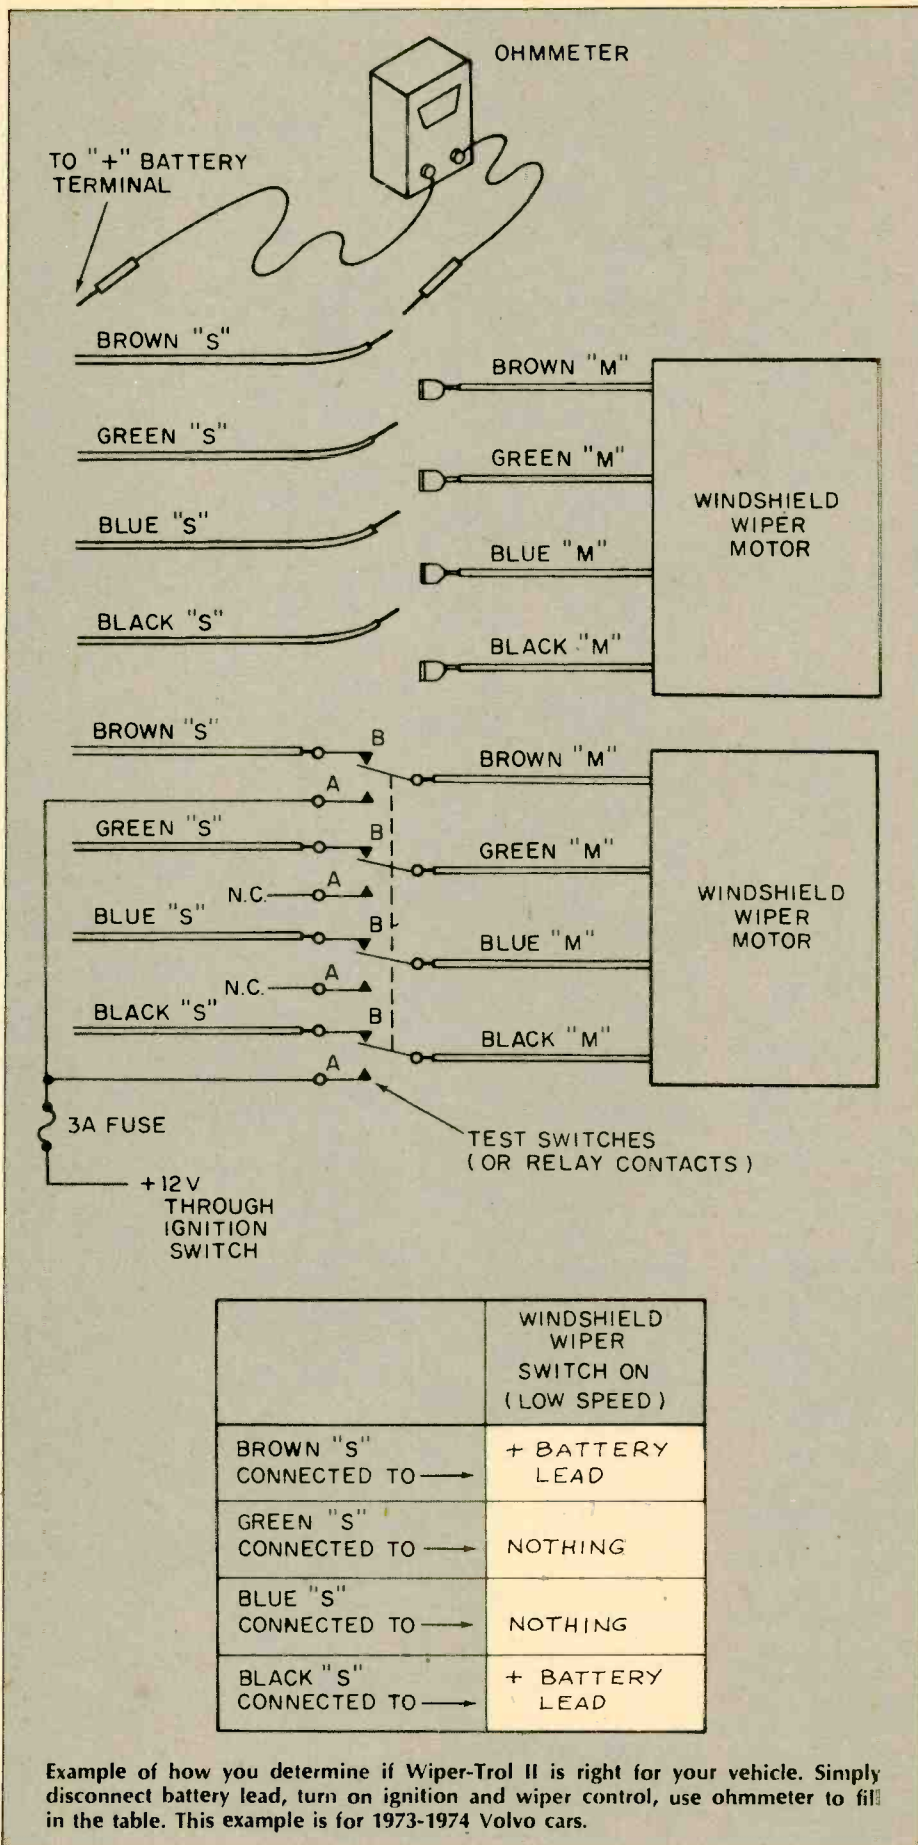 OHMMETER
TO "+" BATTERY
TERMINAL
BROWN "S"
BROWN "M"
GREEN "S"
GREEN "M"
BLUE "S"
BLUE "M"
BLACK "S"
BLACK "M"
WINDSHIELD
WIPER
MOTOR
BROWN "S"
B
BROWN "M"
A
GREEN "S"
B
GREEN "M"
N.C.
A
BLUE "S"
B
BLUE "M"
N.C.
A
BLACK "S"
B
BLACK "M"
A
WINDSHIELD
WIPER
MOTOR
3A FUSE
TEST SWITCHES
(OR RELAY CONTACTS)
+12V
THROUGH
IGNITION
SWITCH
WINDSHIELD
WIPER
SWITCH ON
(LOW SPEED)
BROWN "S"
CONNECTED TO
+ BATTERY
LEAD
GREEN "S"
CONNECTED TO
NOTHING
BLUE "S"
CONNECTED TO
NOTHING
BLACK "S"
CONNECTED TO
+ BATTERY
LEAD
Example of how you determine if Wiper-Trol II is right for your vehicle. Simply
disconnect battery lead, turn on ignition and wiper control, use ohmmeter to fill
in the table. This example is for 1973-1974 Volvo cars.